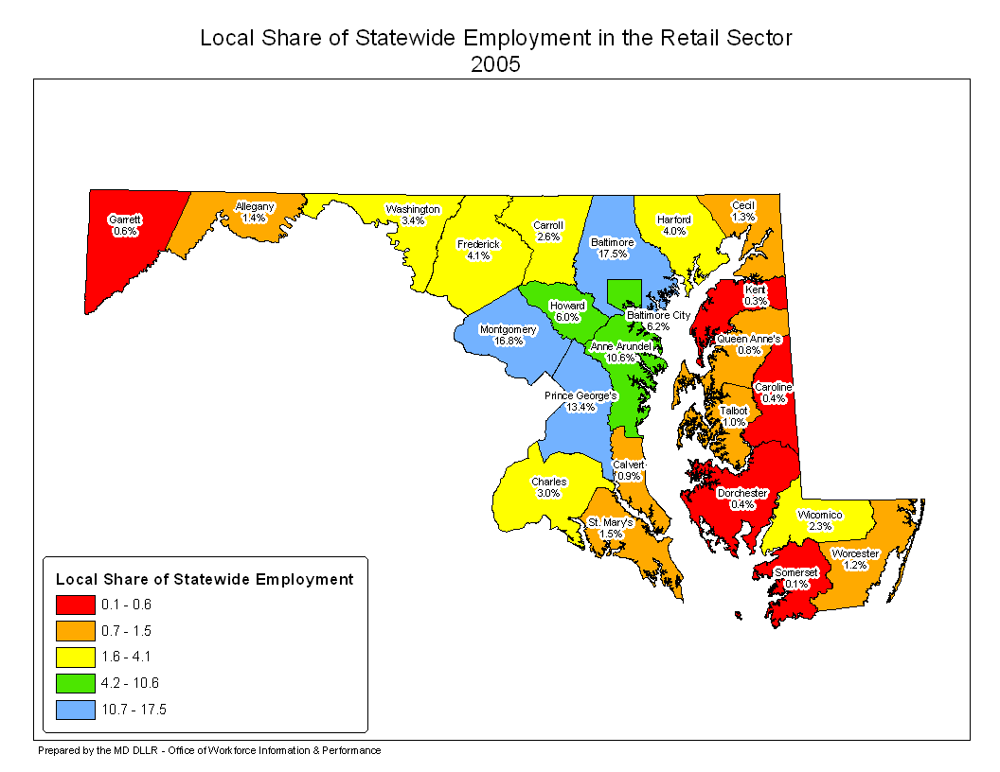 Local Share of Statewide Employment in the Retail Sector
2005
Garrett
0.6%
Allegany
1.4%
Washington
3.4%
Frederick
4.1%
Carroll
2.6%
Baltimore
17.5%
Harford
4.0%
Cecil
1.3%
Kent
0.3%
Howard
6.0%
Baltimore City
6.2%
Montgomery
16.8%
Anne Arundel
10.6%
Queen Anne's
0.8%
Prince George's
13.4%
Caroline
0.4%
Talbot
1.0%
Calvert
0.9%
Charles
3.0%
Dorchester
0.4%
St. Mary's
1.5%
Wicomico
2.3%
Worcester
1.2%
Somerset
0.1%
Local Share of Statewide Employment
0.1 - 0.6
0.7 - 1.5
1.6 - 4.1
4.2 - 10.6
10.7 - 17.5
Prepared by the MD DLLR - Office of Workforce Information & Performance